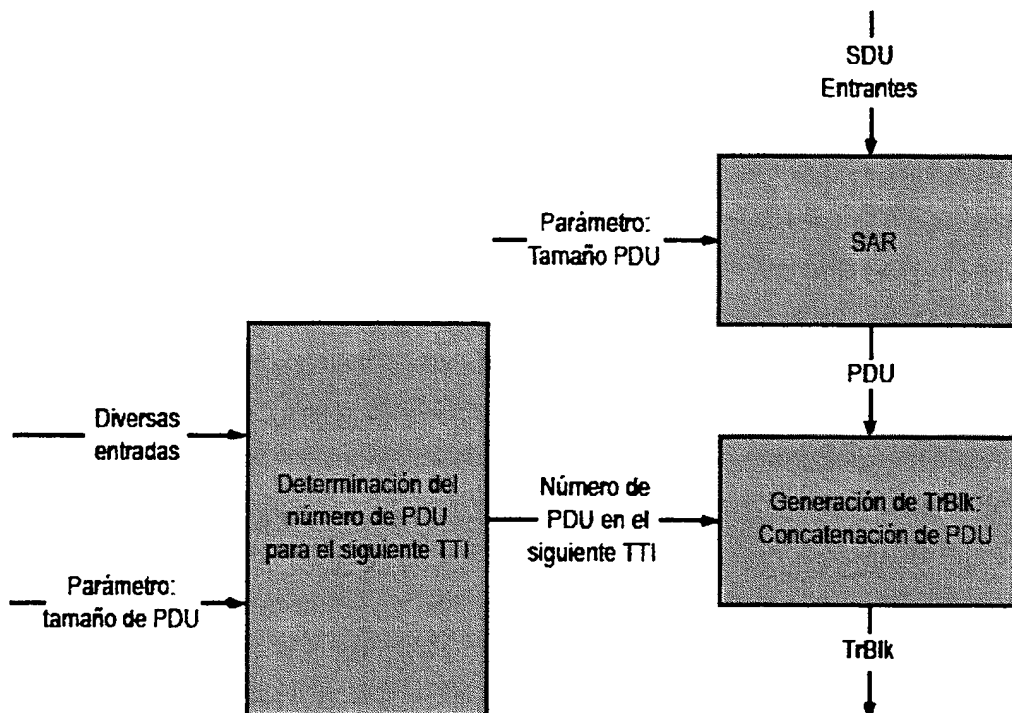 SDU
Entrantes
Parámetro:
Tamaño PDU
SAR
PDU
Diversas
entradas
Determinación del
número de PDU
para el siguiente TTI
Número de
PDU en el
siguiente TTI
Generación de TrBlk:
Concatenación de PDU
Parámetro:
tamaño de PDU
TrBlk